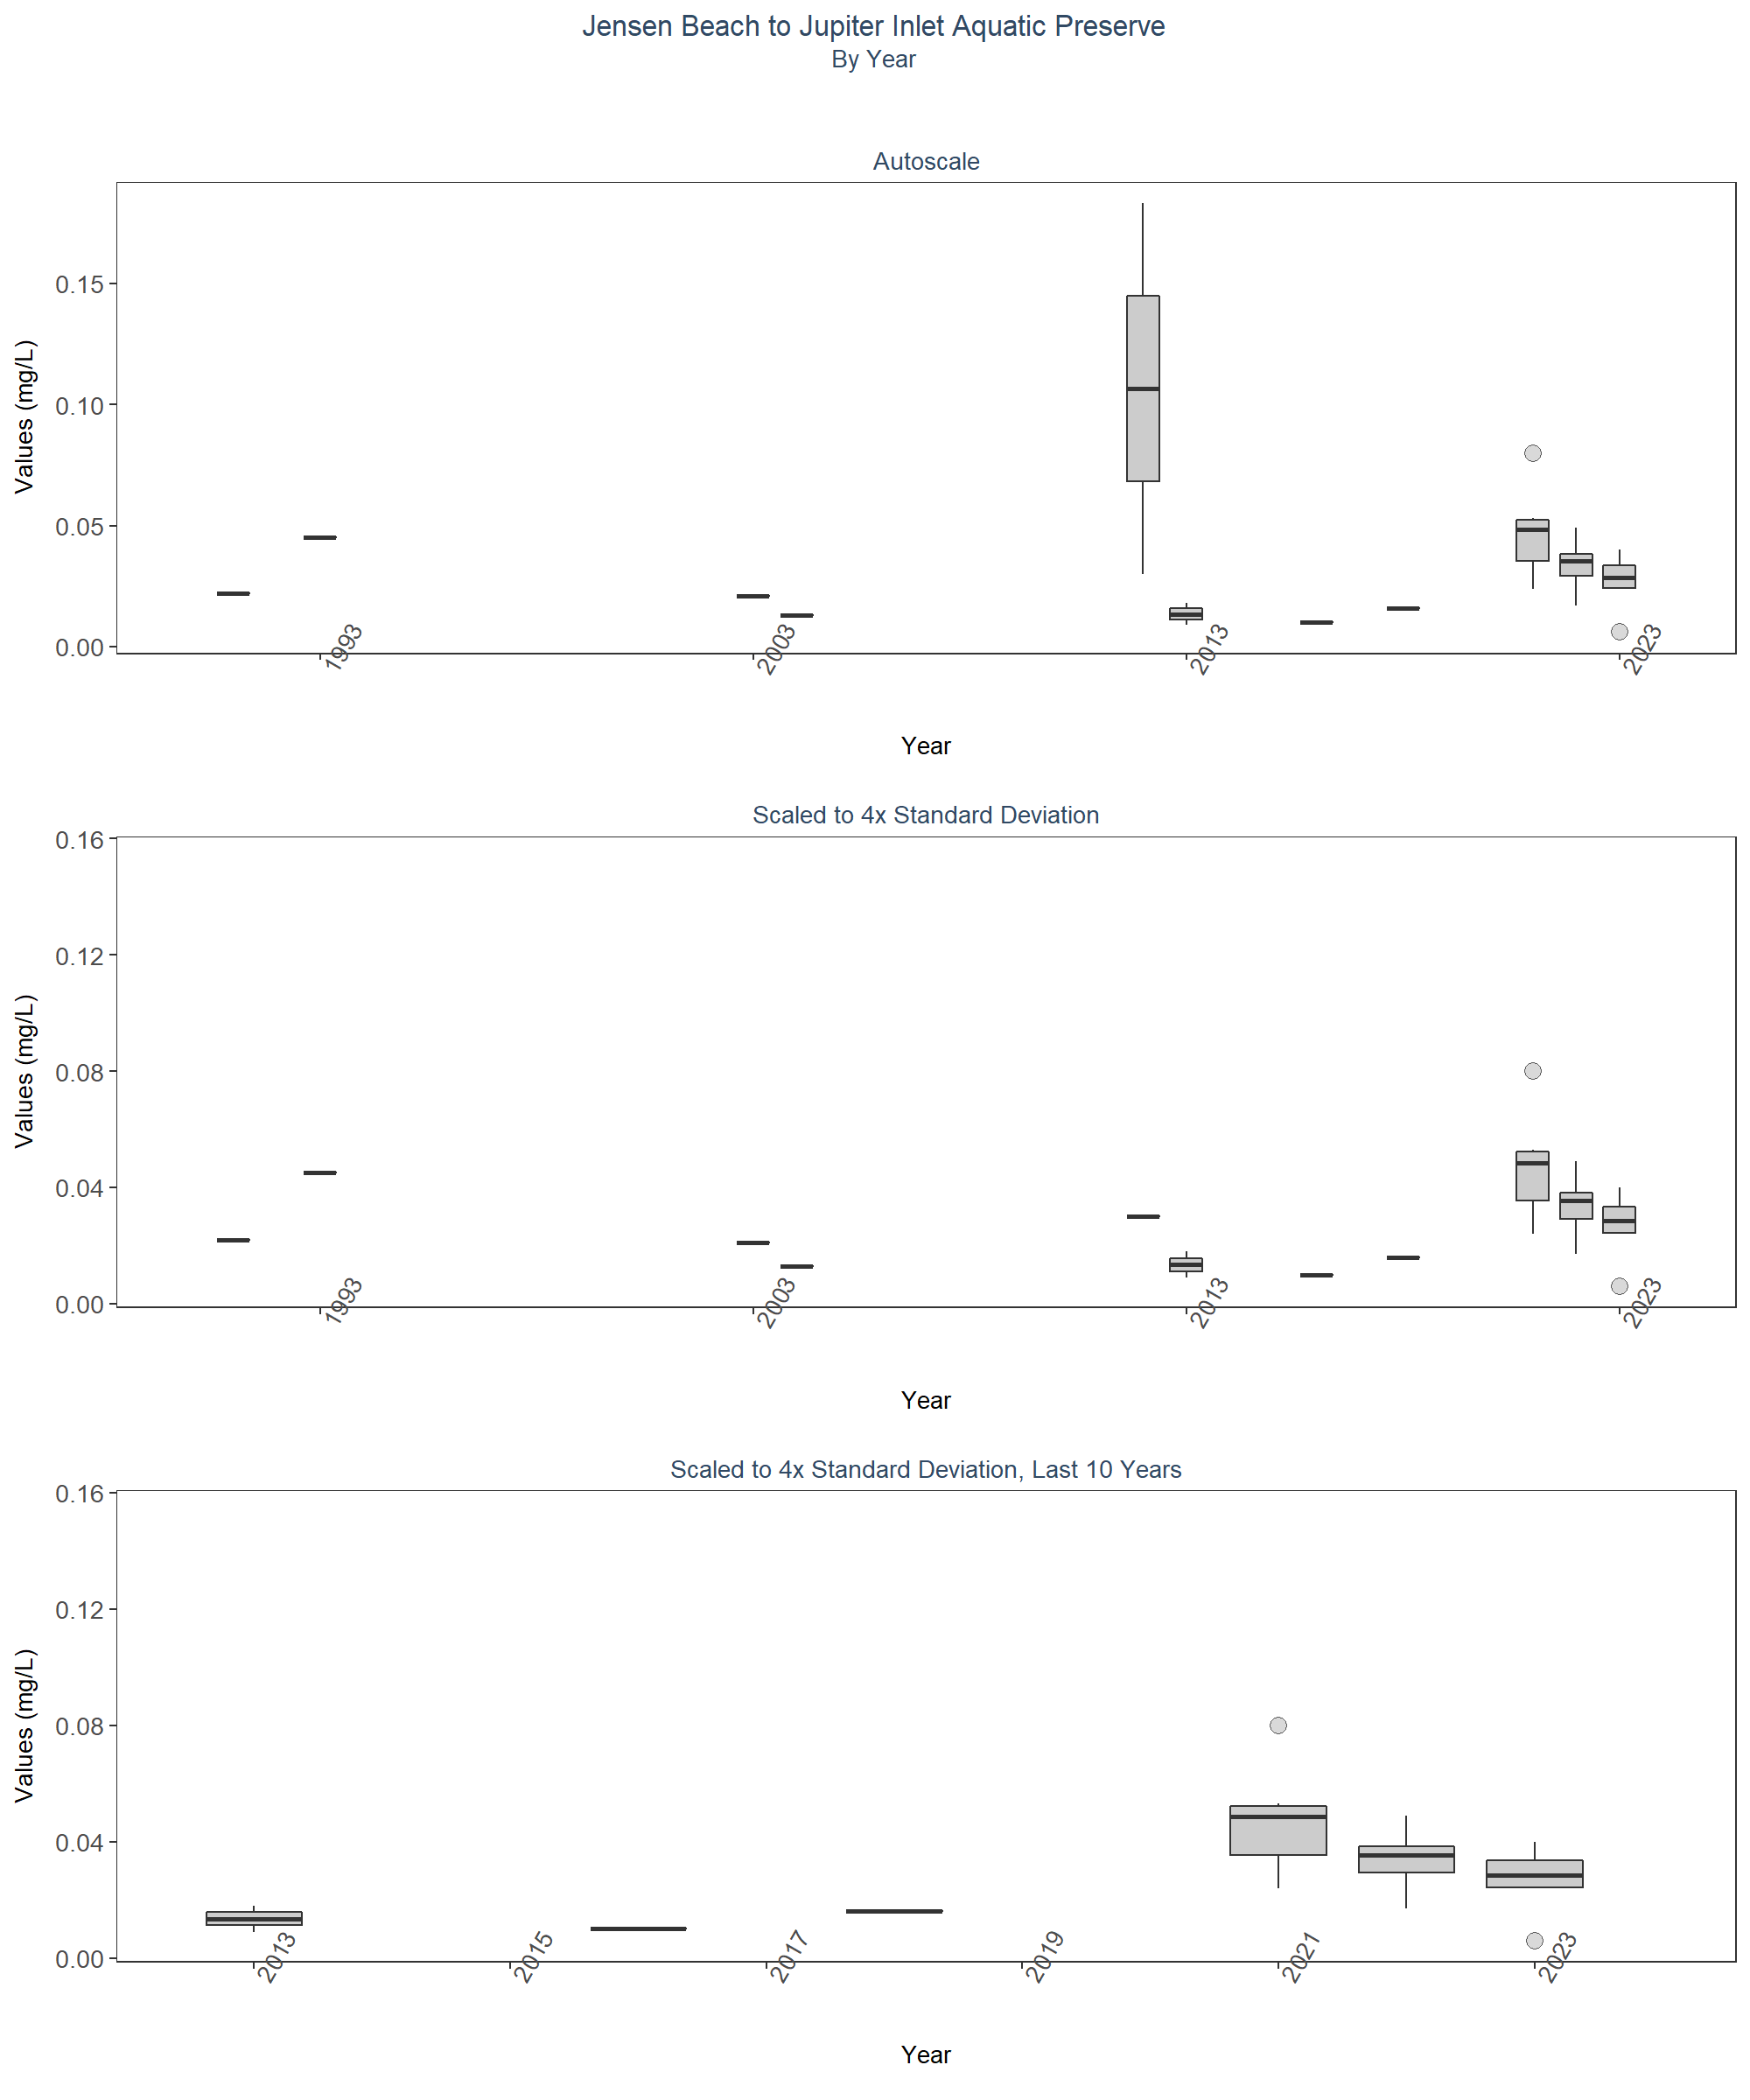 Jensen Beach to Jupiter Inlet Aquatic Preserve
By Year
Autoscale
Values (mg/L)
0.15
0.10
0.05
0.00
1993
2003
2013
2023
Year
Scaled to 4x Standard Deviation
Values (mg/L)
0.16
0.12
0.08
0.04
0.00
1993
2003
2013
2023
Year
Scaled to 4x Standard Deviation, Last 10 Years
Values (mg/L)
0.16
0.12
0.08
0.04
0.00
2013
2015
2017
2019
2021
2023
Year